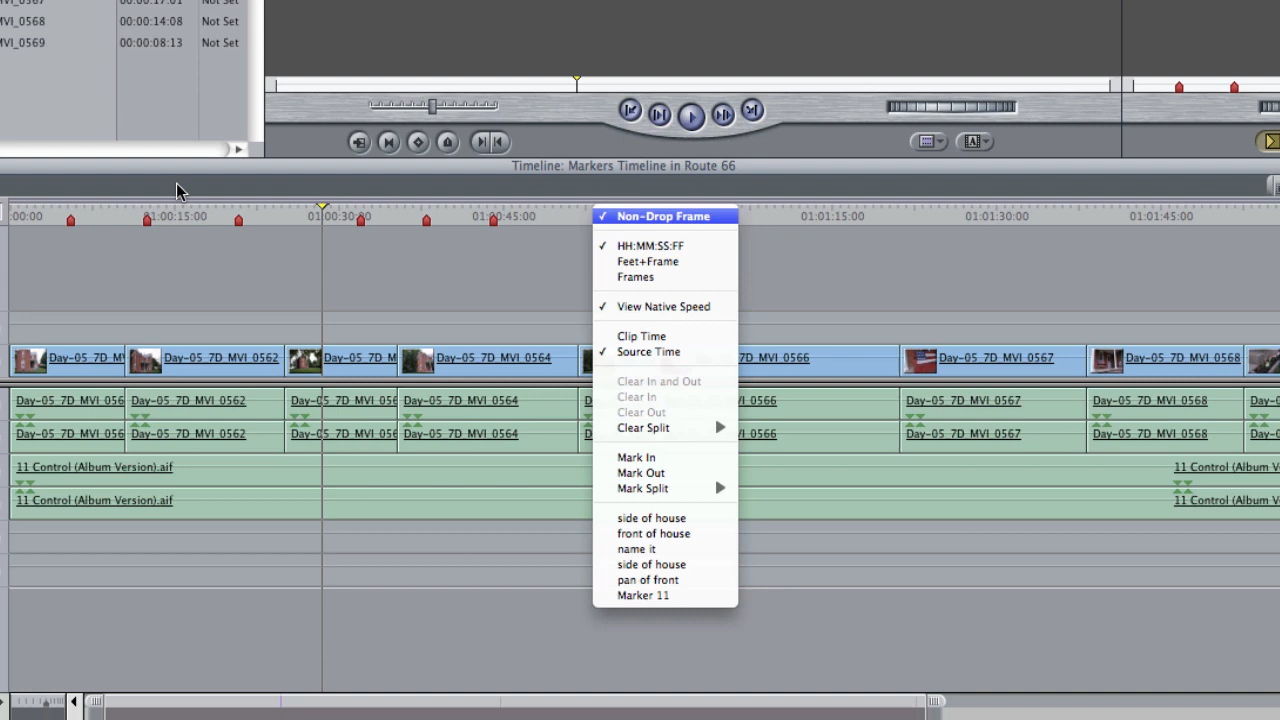 MVI_0567 00:00:17:01 Not Set
MVI_0568 00:00:14:08 Not Set
MVI_0569 00:00:08:13 Not Set
Timeline: Markers Timeline in Route 66
:00:00 01:00:15:00 01:00:30:00 01:00:45:00 01:01:15:00 01:01:30:00 01:01:45:00
Non-Drop Frame
HH:MM:SS:FF
Feet+Frame
Frames
View Native Speed
Clip Time
Source Time
Clear In and Out
Clear In
Clear Out
Clear Split
Mark In
Mark Out
Mark Split
side of house
front of house
name it
side of house
pan of front
Marker 11
Day-05_7D_M Day-05_7D_MVI_0562 Day-05_7D_M Day-05_7D_MVI_0564 7D_MVI_0566 Day-05_7D_MVI_0567 Day-05_7D_MVI_0568
Day-05_7D_MVI_056 Day-05_7D_MVI_0562 Day-05_7D_MVI_056 Day-05_7D_MVI_0564 _0566 Day-05_7D_MVI_0567 Day-05_7D_MVI_0568 Day-0
Day-05_7D_MVI_056 Day-05_7D_MVI_0562 Day-05_7D_MVI_056 Day-05_7D_MVI_0564 _0566 Day-05_7D_MVI_0567 Day-05_7D_MVI_0568 Day-0
11 Control (Album Version).aif 11 Control (Album V
11 Control (Album Version).aif 11 Control (Album V